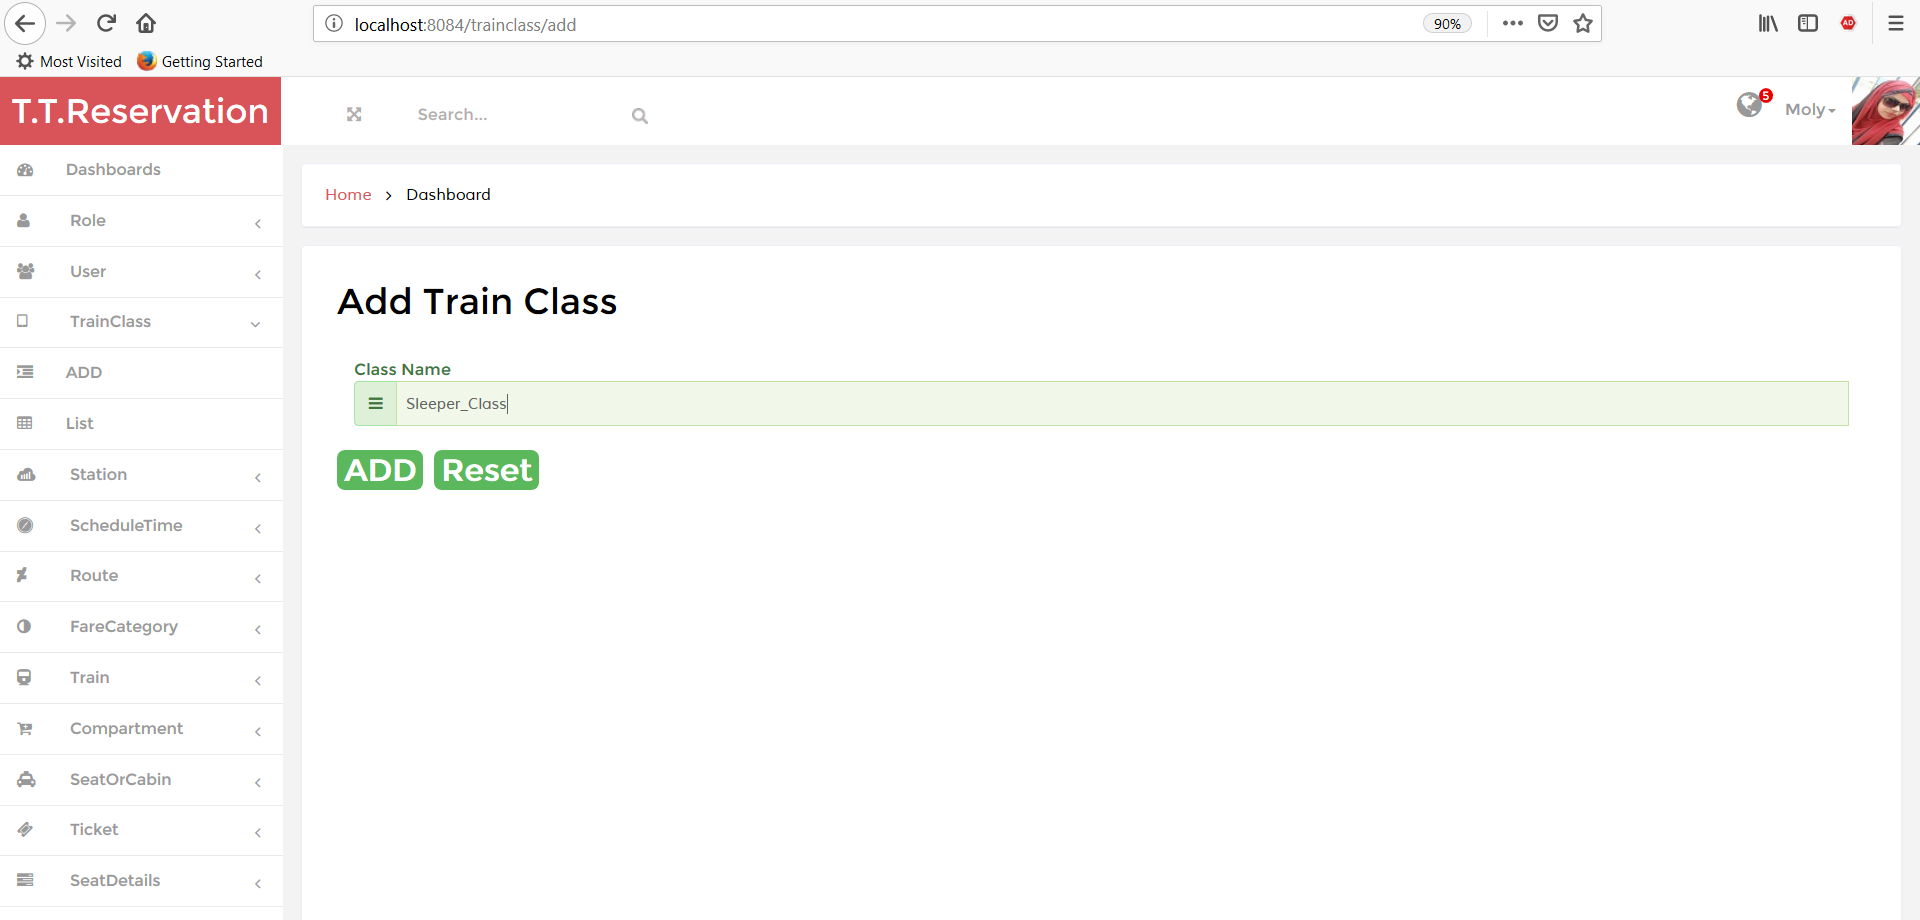 localhost:8084/trainclass/add
90%
Most Visited
Getting Started
T.T.Reservation
Search...
5
Moly
Dashboards
Role
User
TrainClass
ADD
List
Station
ScheduleTime
Route
FareCategory
Train
Compartment
SeatOrCabin
Ticket
SeatDetails
Home > Dashboard
Add Train Class
Class Name
Sleeper_Class
ADD
Reset